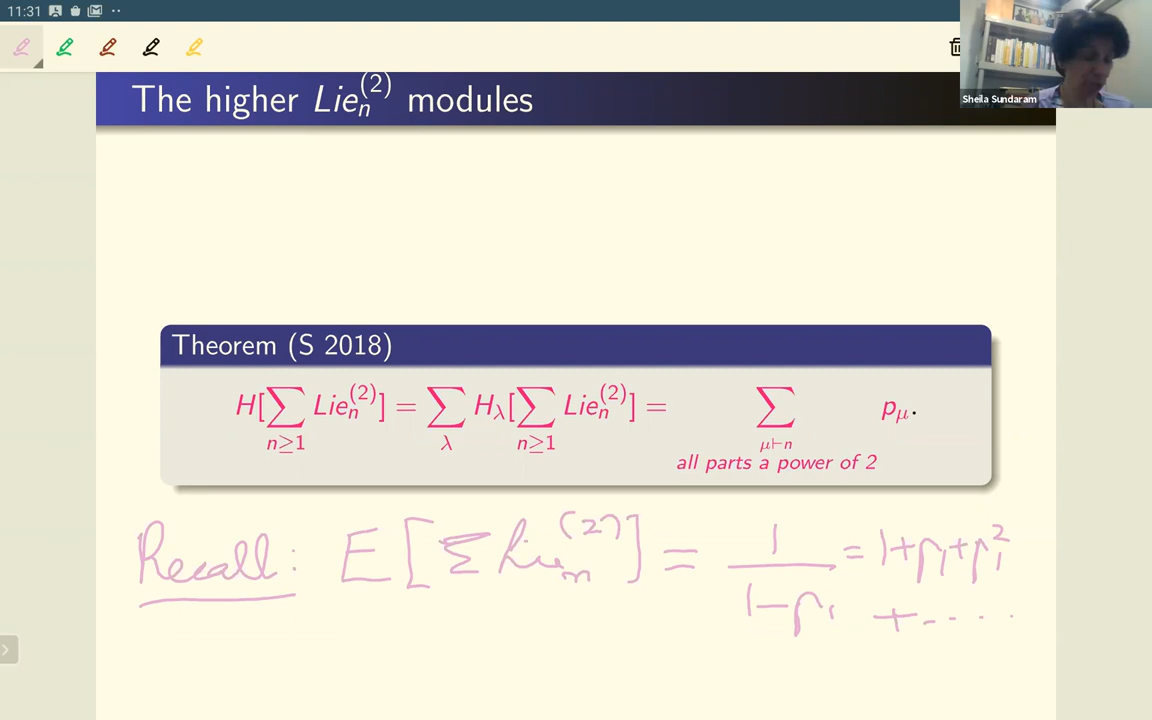 11:31
Sheila Sundaram
The higher Lie_n^{(2)} modules
Theorem (S 2018)
H[∑_{n≥1} Lie_n^{(2)}] = ∑_λ H_λ[∑_{n≥1} Lie_n^{(2)}] = ∑_{μ⊢n all parts a power of 2} p_μ.
Recall: E[∑ Lie_n^{(2)}] = 1/(1-p_1) = 1+p_1+p_1^2
+.....